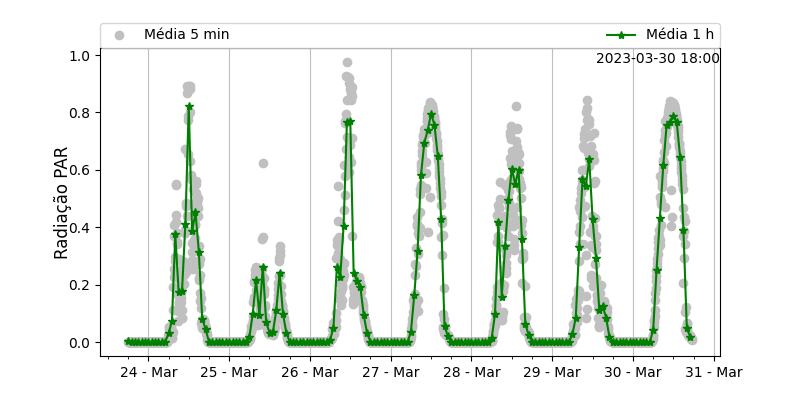 Média 5 min
Média 1 h
2023-03-30 18:00
1.0
0.8
0.6
0.4
0.2
0.0
Radiação PAR
24 - Mar
25 - Mar
26 - Mar
27 - Mar
28 - Mar
29 - Mar
30 - Mar
31 - Mar